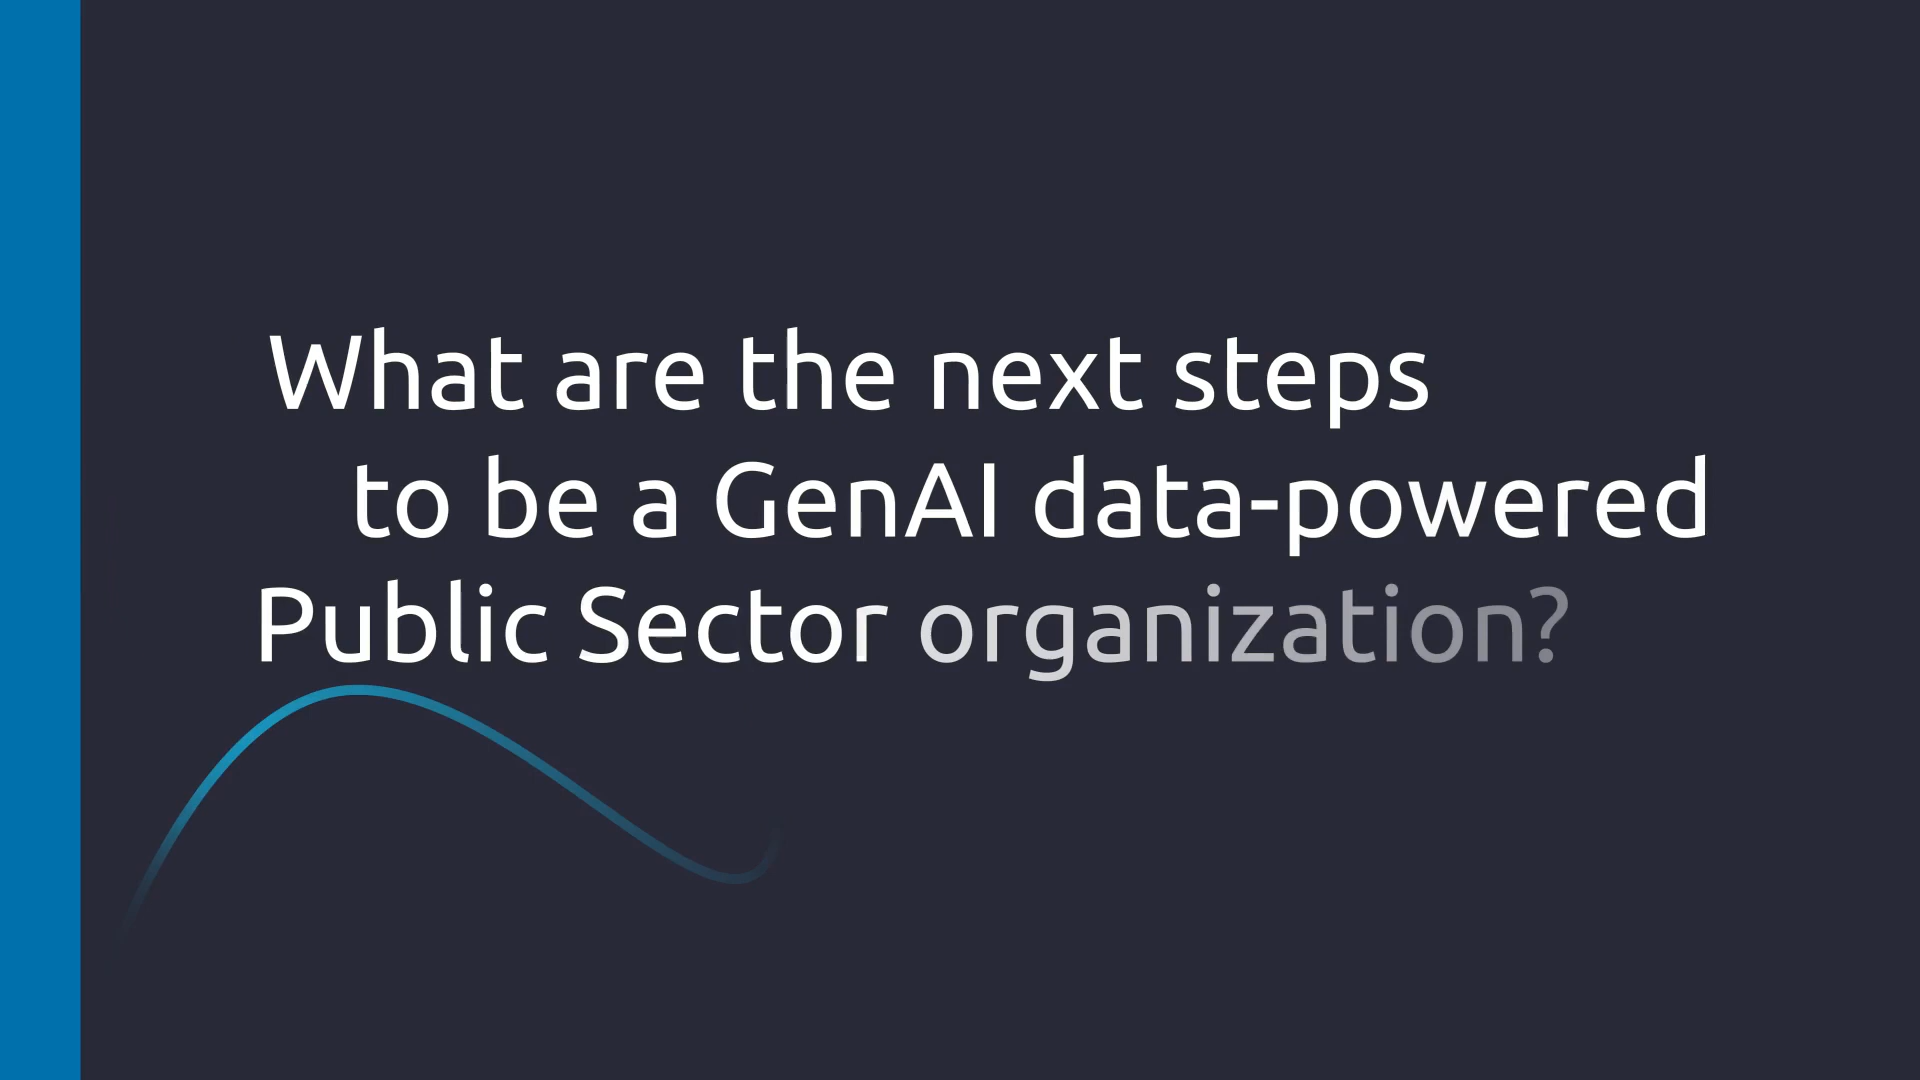 What are the next steps
to be a GenAI data-powered
Public Sector organization?